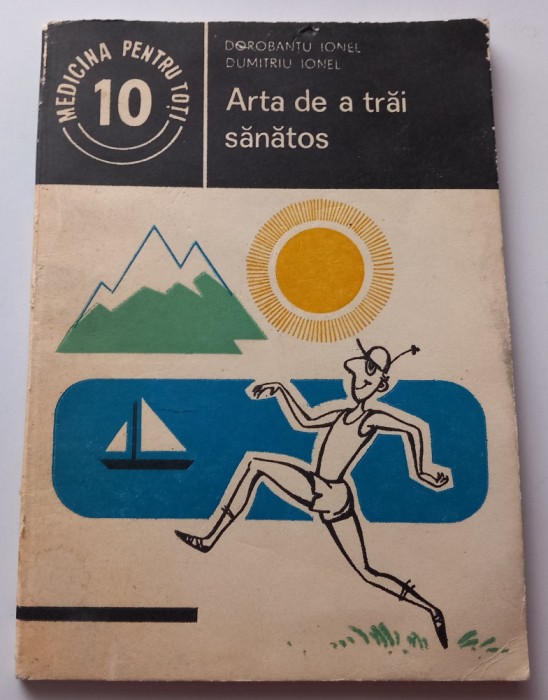 MEDICINA PENTRU TOȚI
10
DOROBANȚU IONEL
DUMITRIU IONEL
Arta de a trăi
sănătos